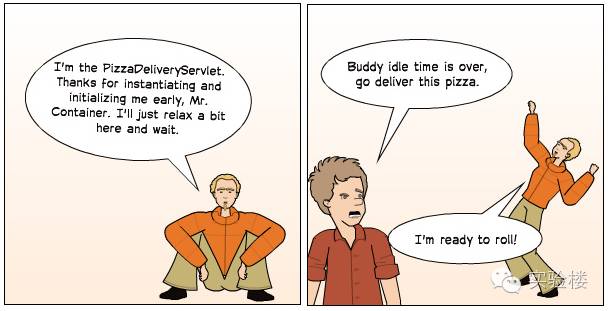 I'm the PizzaDeliveryServlet.
Thanks for instantiating and
initializing me early, Mr.
Container. I'll just relax a bit
here and wait.
Buddy idle time is over,
go deliver this pizza.
I'm ready to roll!
实验楼